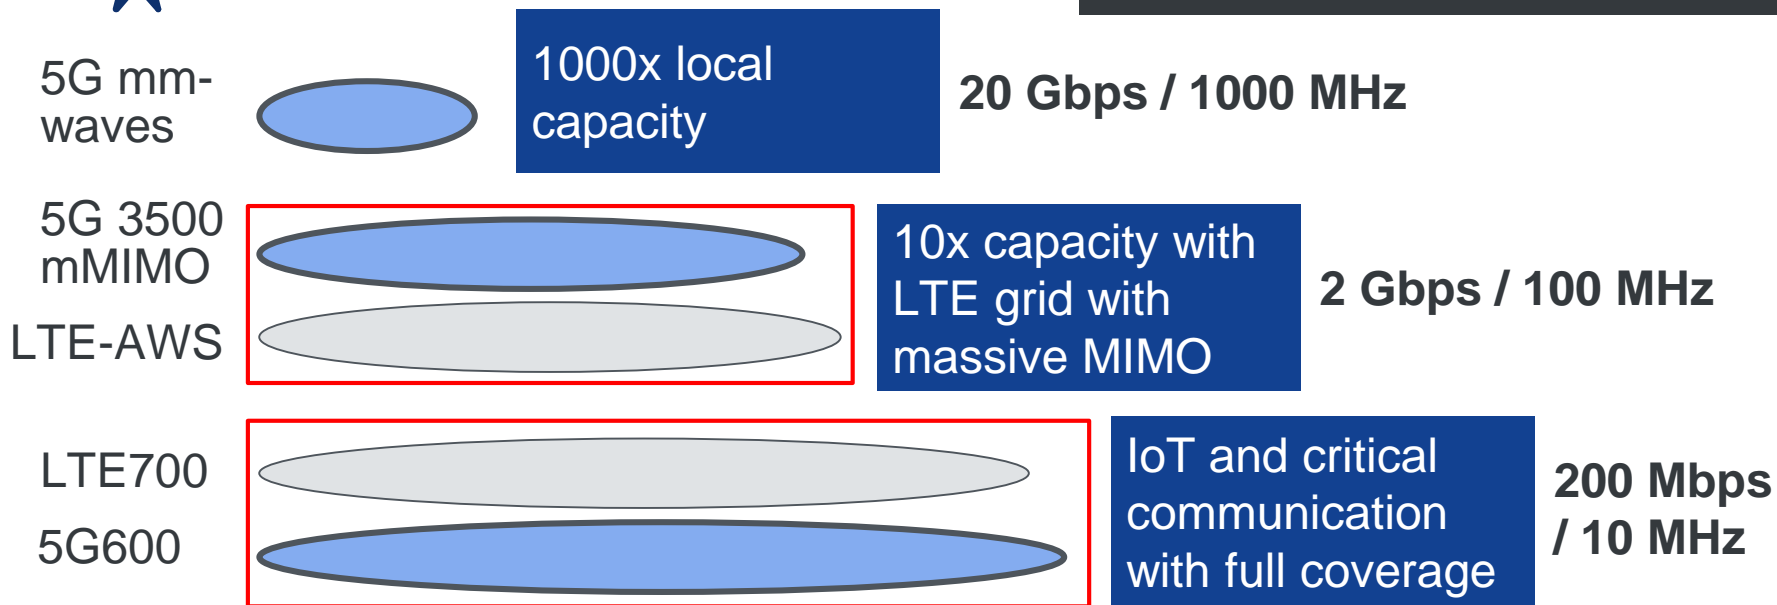 5G mm-
waves
1000x local
capacity
20 Gbps / 1000 MHz
5G 3500
mMIMO
LTE-AWS
10x capacity with
LTE grid with
massive MIMO
2 Gbps / 100 MHz
LTE700
5G600
IoT and critical
communication
with full coverage
200 Mbps
/ 10 MHz